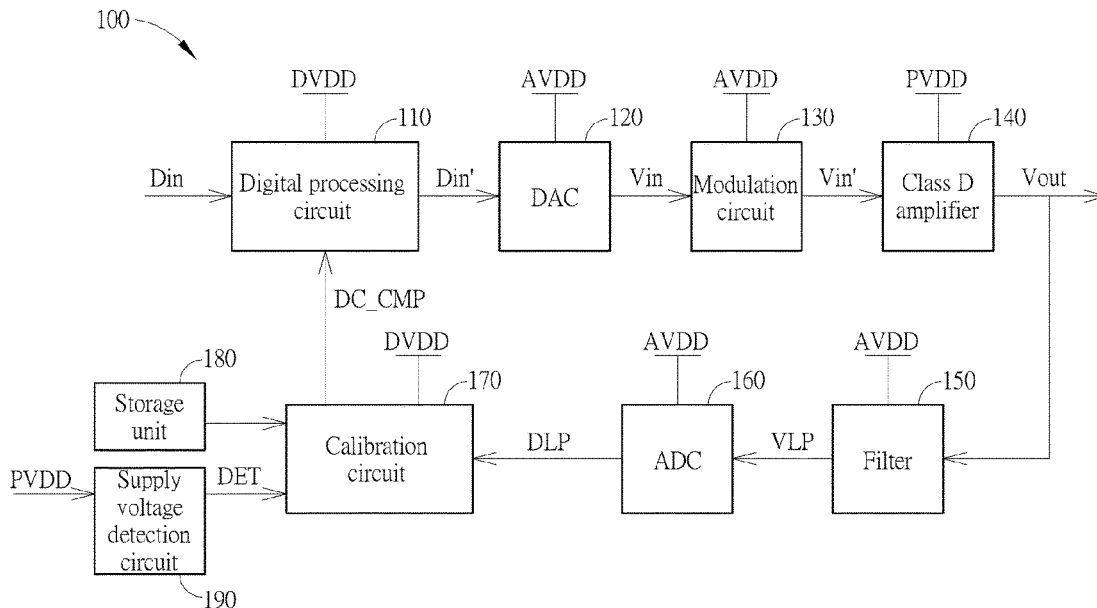 100
DVDD
AVDD
AVDD
PVDD
110
120
130
140
Din
Digital processing
circuit
Din'
DAC
Vin
Modulation
circuit
Vin'
Class D
amplifier
Vout
DC_CMP
DVDD
AVDD
AVDD
180
170
160
150
Storage
unit
Calibration
circuit
DLP
ADC
VLP
Filter
PVDD
Supply
voltage
detection
circuit
DET
190